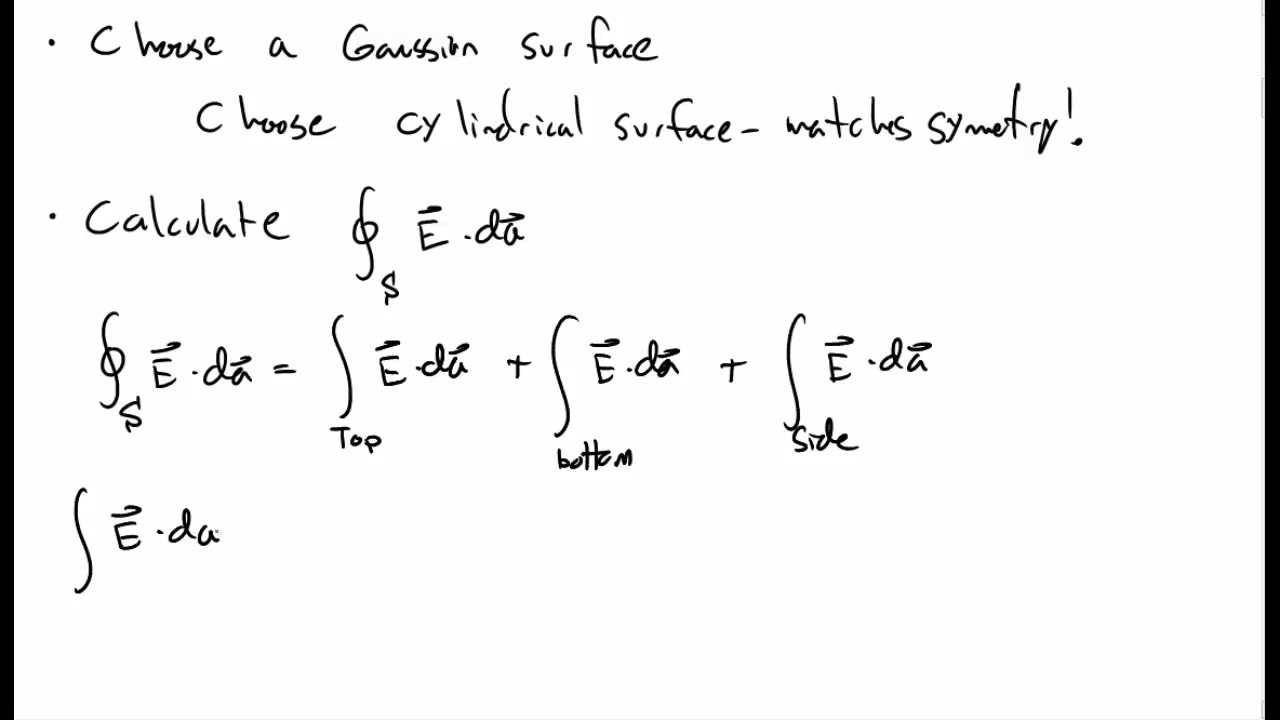 · Choose a Gaussian surface
Choose cylindrical surface - matches symetry!
· Calculate ∮_S E⃗ · da⃗
∮_S E⃗ · da⃗ = ∫_Top E⃗ · da⃗ + ∫_bottom E⃗ · da⃗ + ∫_side E⃗ · da⃗
∫ E⃗ · da